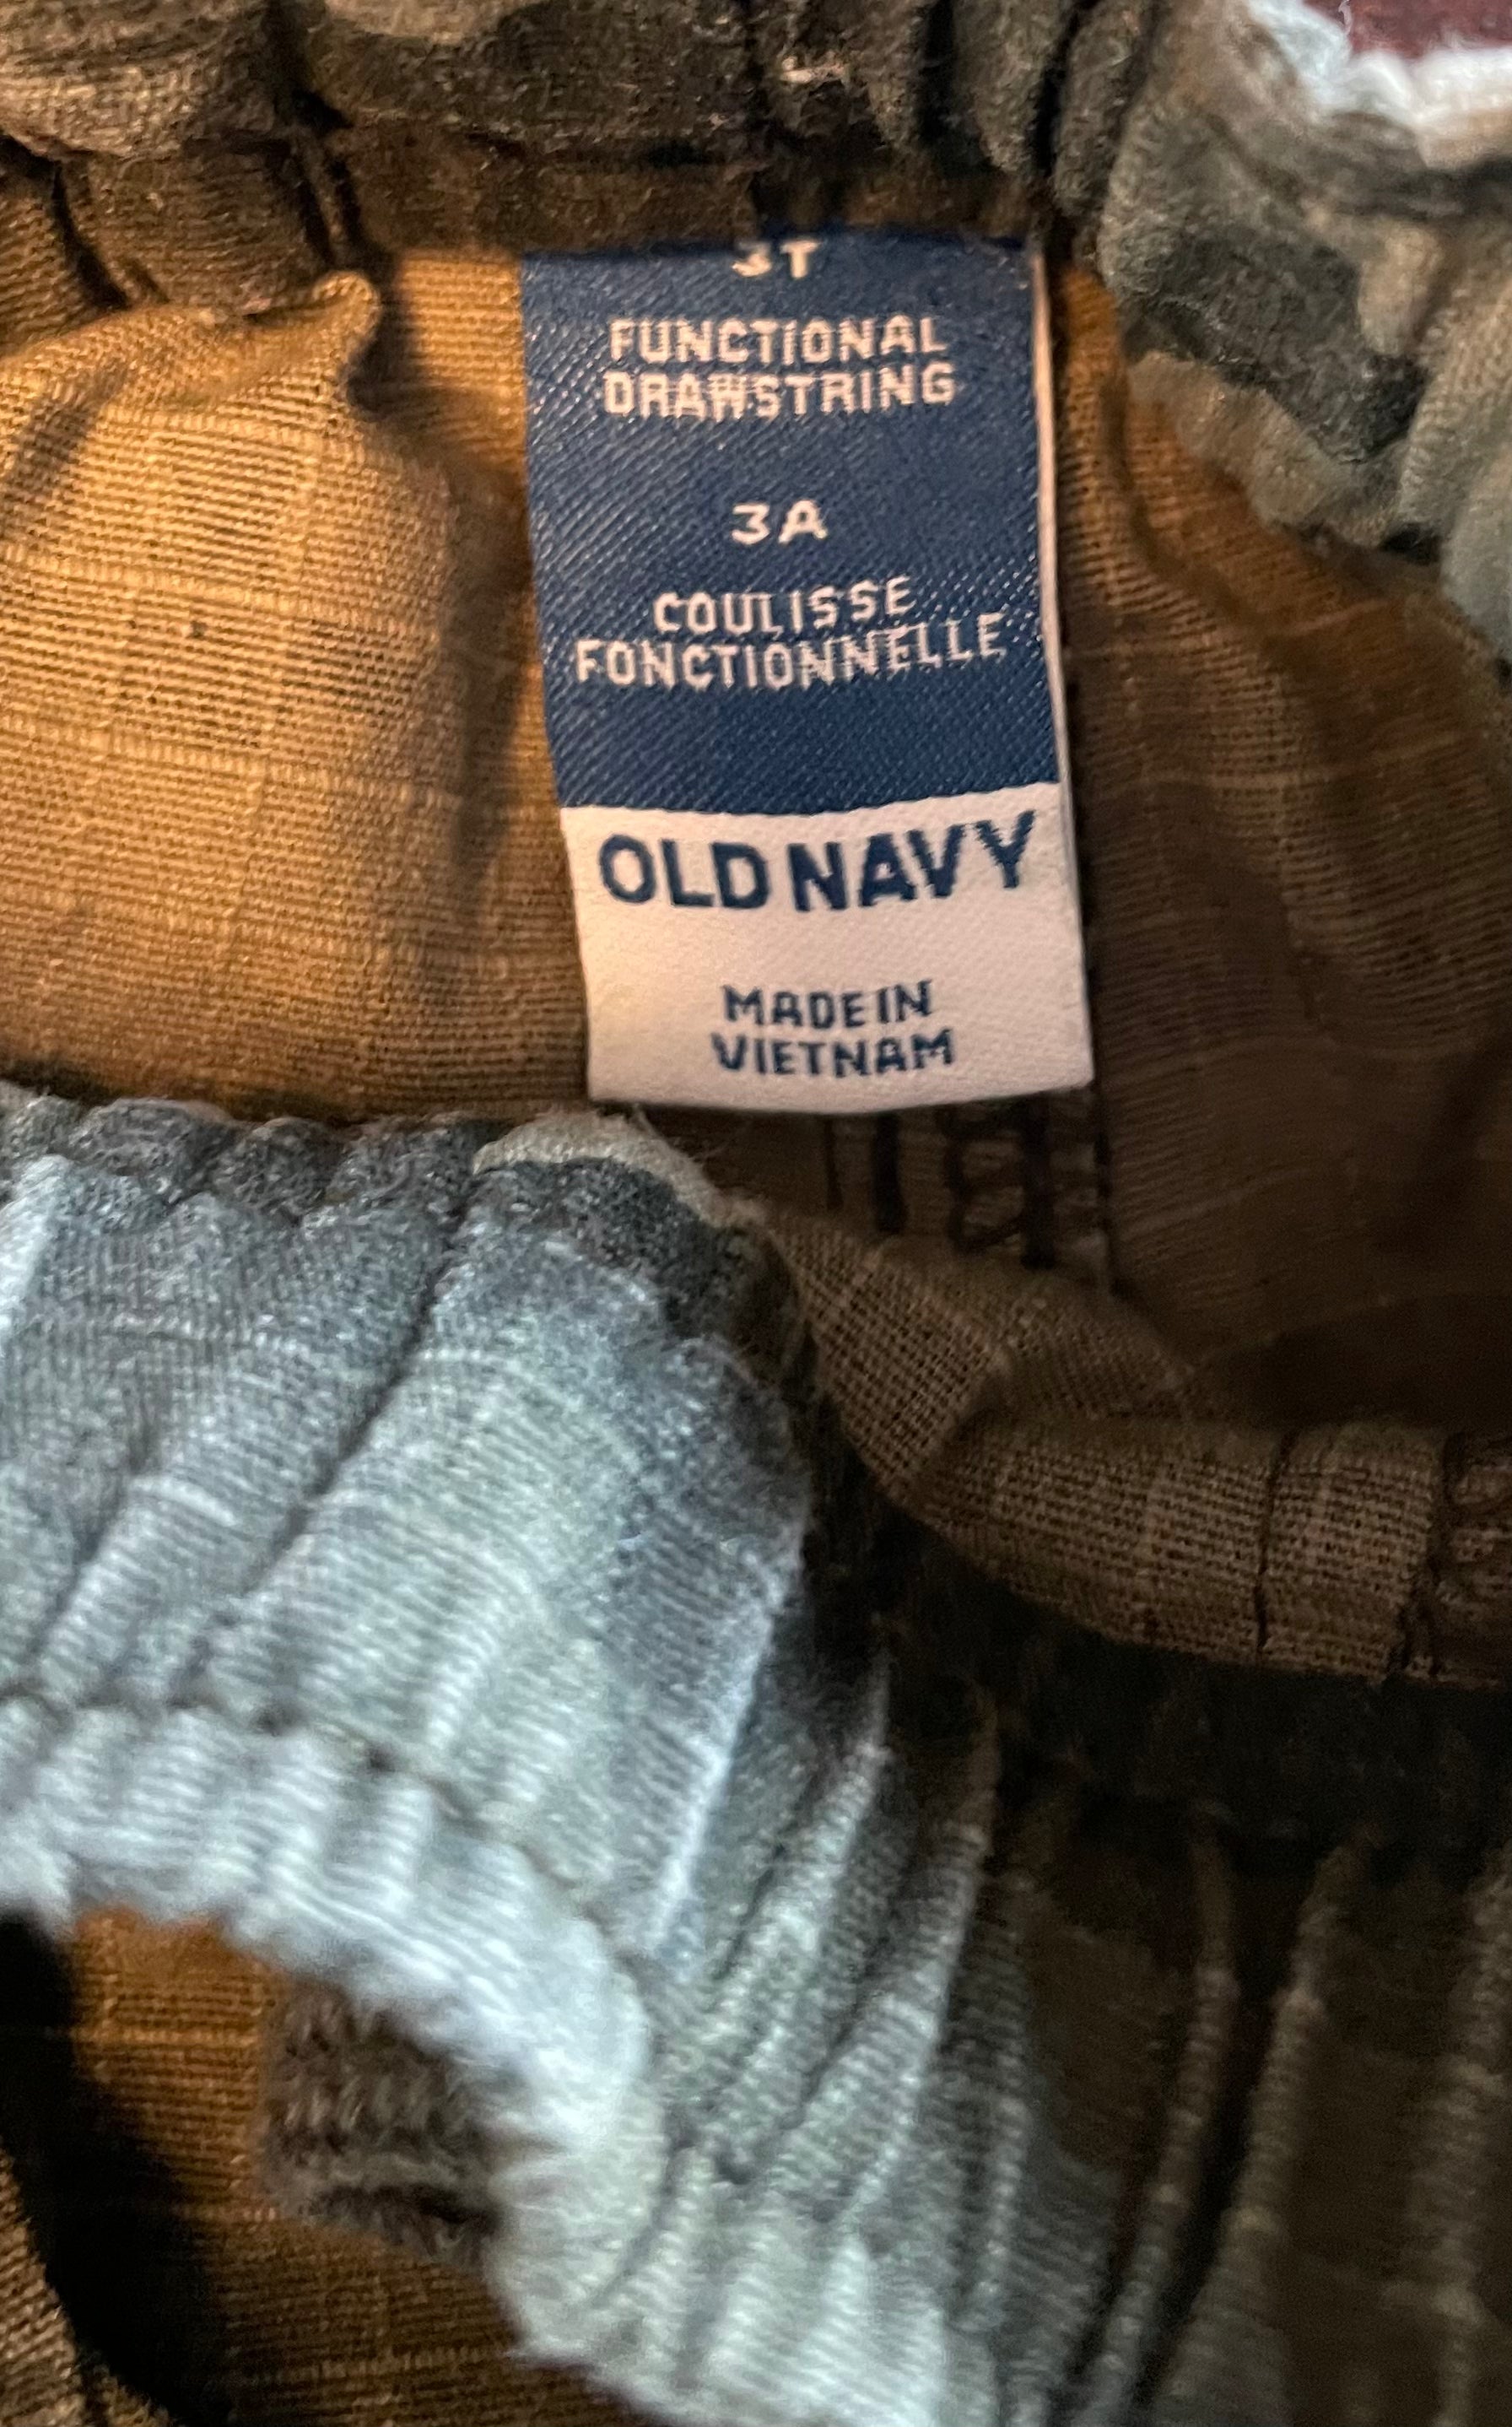 3T
FUNCTIONAL
DRAWSTRING
3A
COULISSE
FONCTIONNELLE
OLD NAVY
MADE IN
VIETNAM